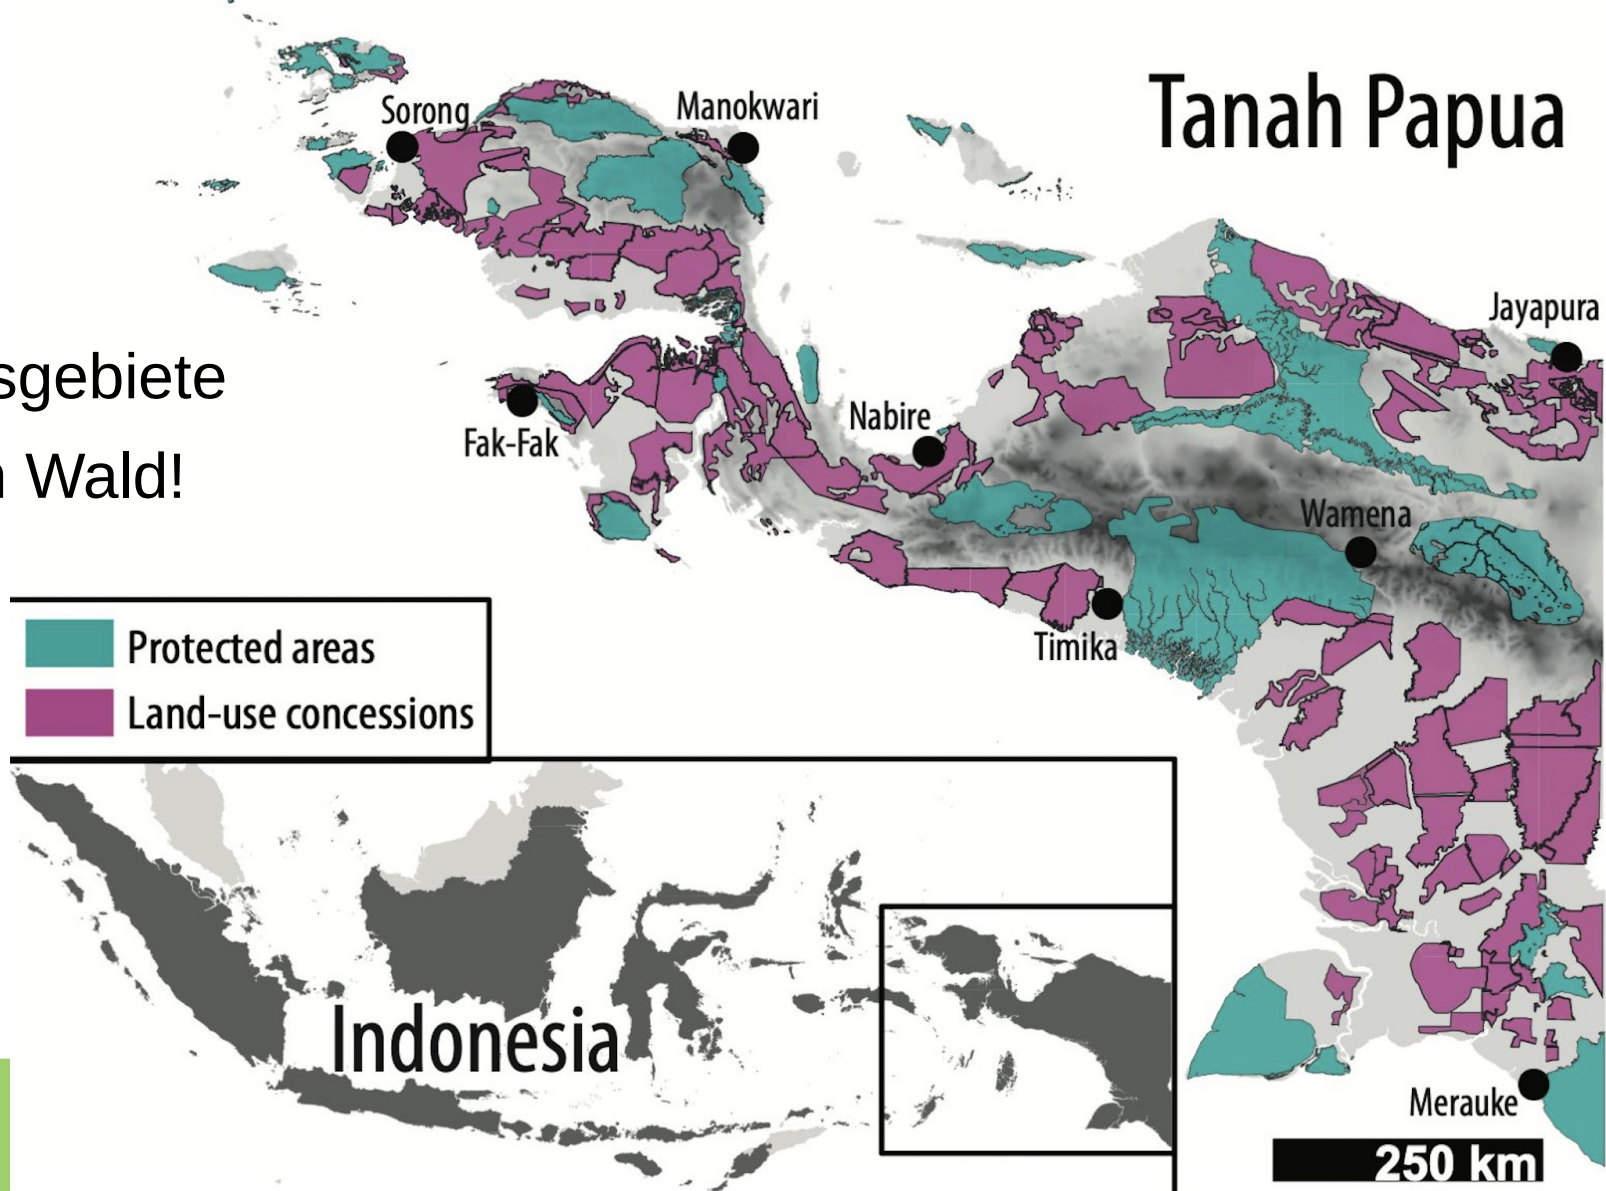 Tanah Papua
Sorong
Manokwari
Jayapura
sgebiete
Nabire
Fak-Fak
n Wald!
Wamena
Timika
Protected areas
Land-use concessions
Indonesia
Merauke
250 km